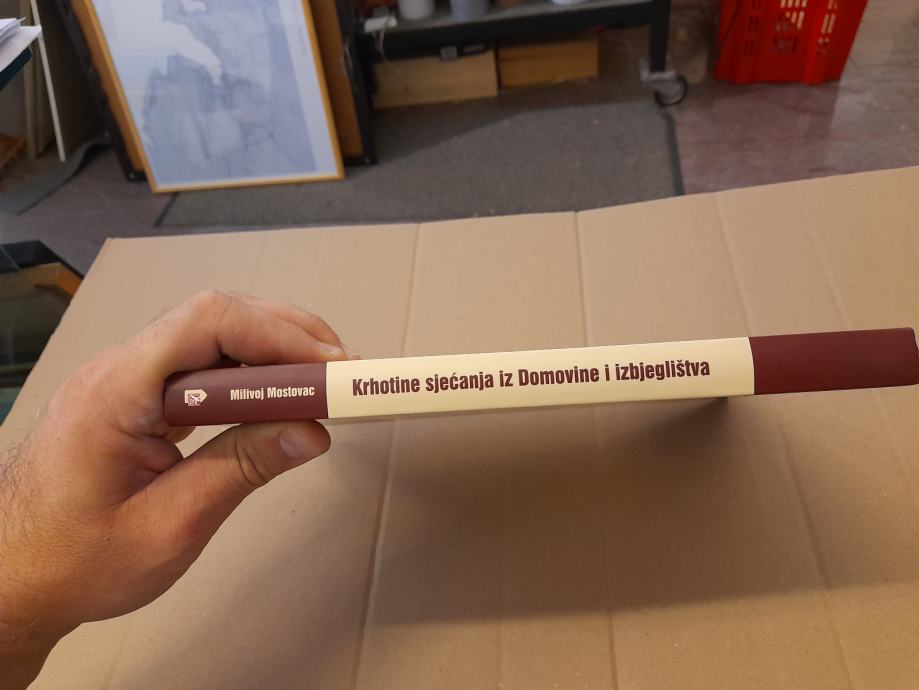 Milivoj Mostovac
Krhotine sjećanja iz Domovine i izbjeglištva